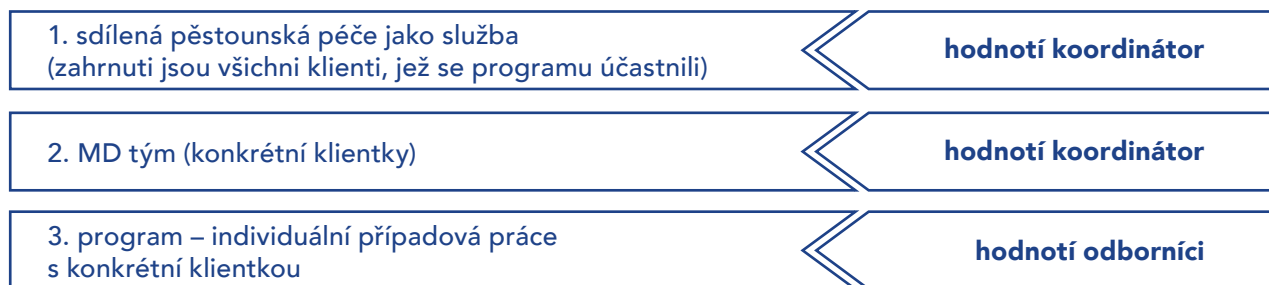 1. sdílená pěstounská péče jako služba
(zahrnuti jsou všichni klienti, jež se programu účastnili)
hodnotí koordinátor
2. MD tým (konkrétní klientky)
hodnotí koordinátor
3. program – individuální případová práce
s konkrétní klientkou
hodnotí odborníci